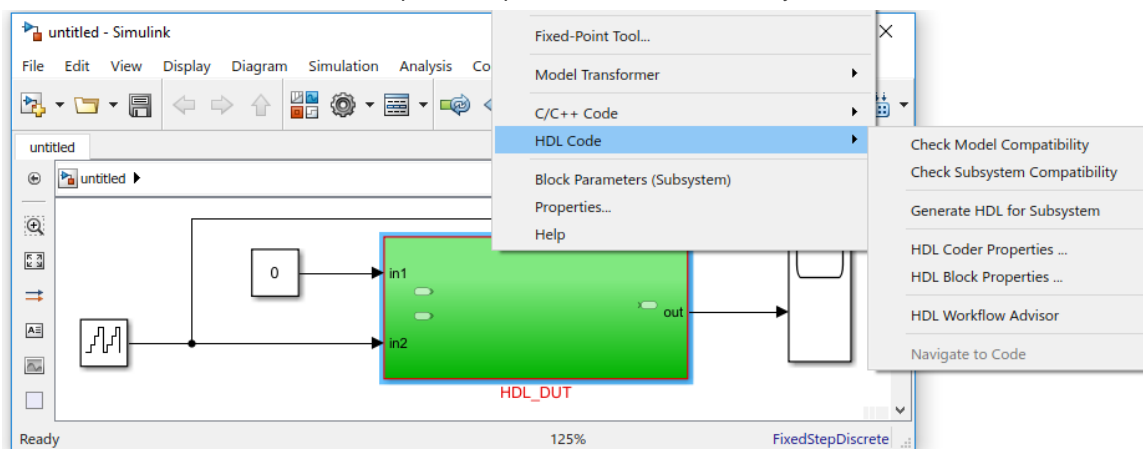 untitled - Simulink
File Edit View Display Diagram Simulation Analysis Co
untitled
untitled
0
in1
in2
out
HDL_DUT
Ready
125%
FixedStepDiscrete
Fixed-Point Tool...
Model Transformer
C/C++ Code
HDL Code
Block Parameters (Subsystem)
Properties...
Help
Check Model Compatibility
Check Subsystem Compatibility
Generate HDL for Subsystem
HDL Coder Properties ...
HDL Block Properties ...
HDL Workflow Advisor
Navigate to Code